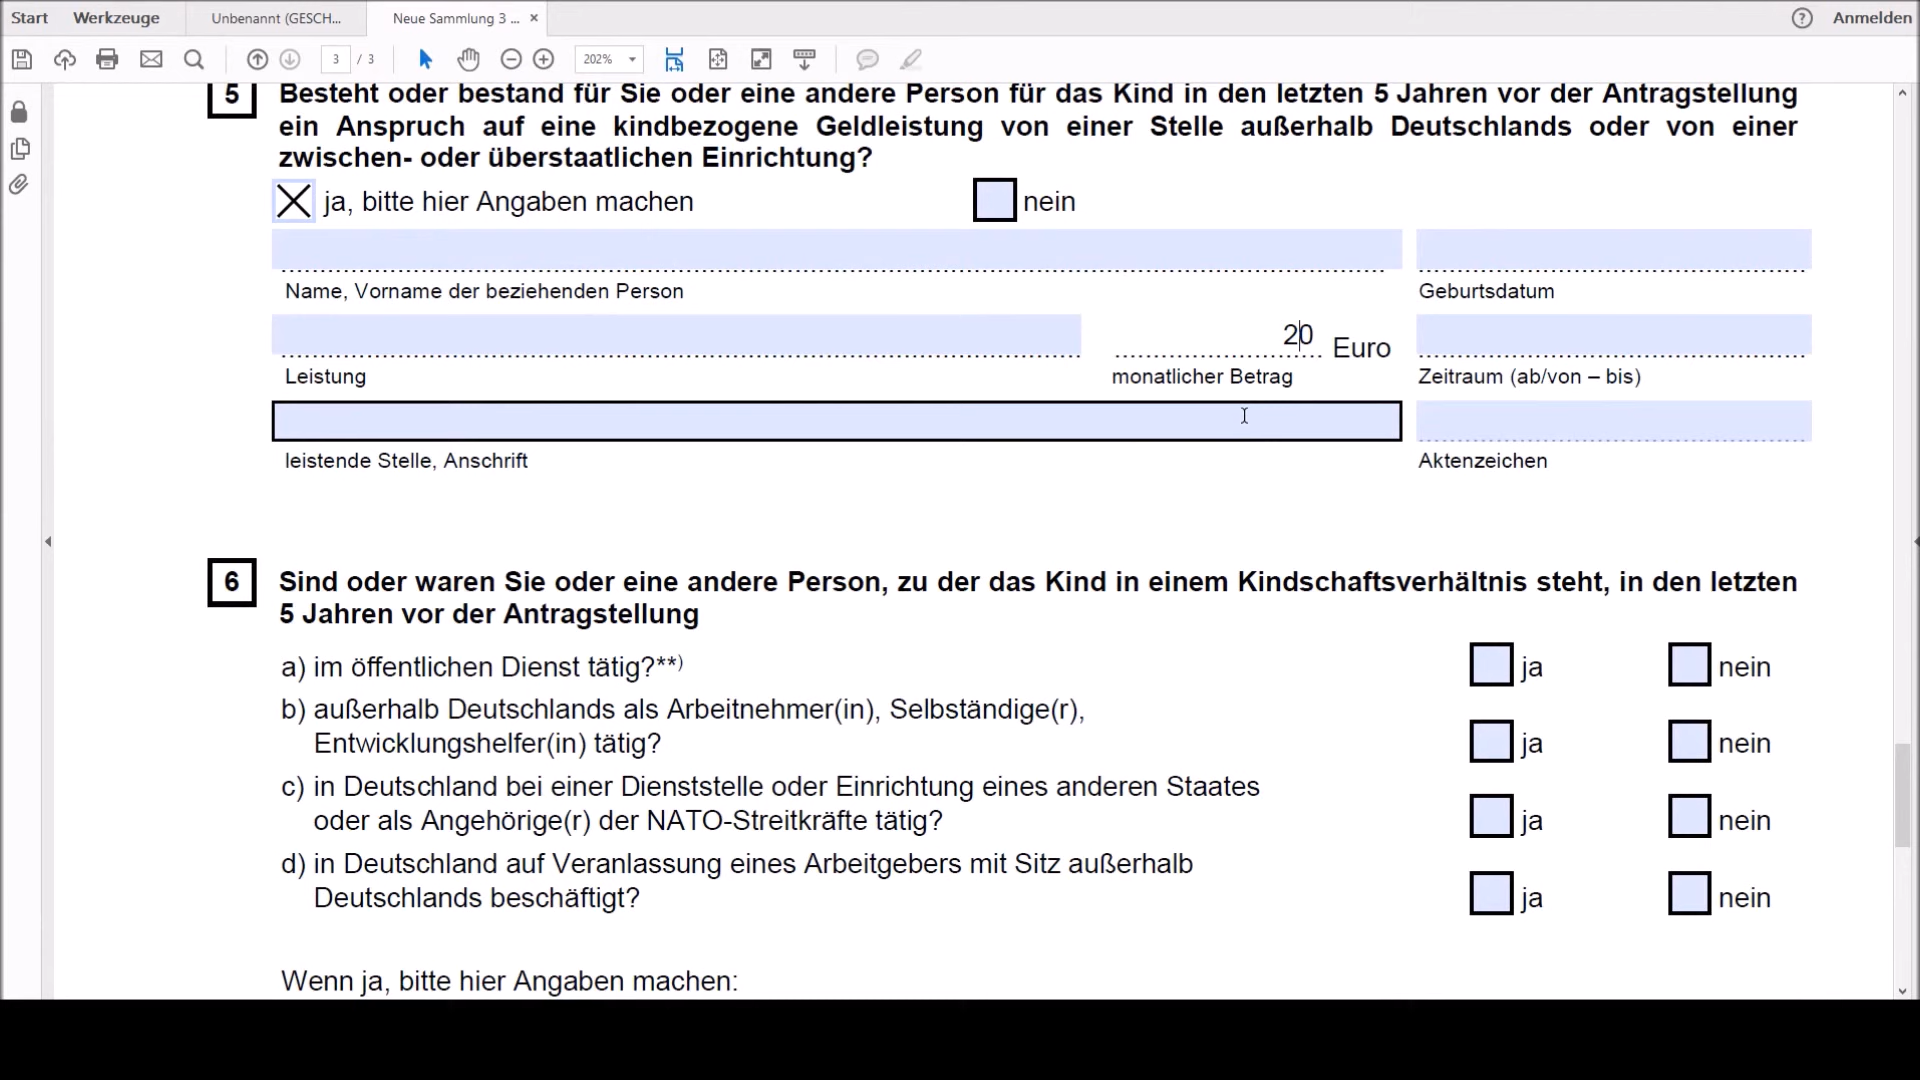 Start Werkzeuge Unbenannt (GESCH... Neue Sammlung 3 ... × ? Anmelden
3 / 3 202%
5 Besteht oder bestand für Sie oder eine andere Person für das Kind in den letzten 5 Jahren vor der Antragstellung
ein Anspruch auf eine kindbezogene Geldleistung von einer Stelle außerhalb Deutschlands oder von einer
zwischen- oder überstaatlichen Einrichtung?
ja, bitte hier Angaben machen nein
Name, Vorname der beziehenden Person Geburtsdatum
20 Euro
Leistung monatlicher Betrag Zeitraum (ab/von – bis)
leistende Stelle, Anschrift Aktenzeichen
6 Sind oder waren Sie oder eine andere Person, zu der das Kind in einem Kindschaftsverhältnis steht, in den letzten
5 Jahren vor der Antragstellung
a) im öffentlichen Dienst tätig?**) ja nein
b) außerhalb Deutschlands als Arbeitnehmer(in), Selbständige(r),
Entwicklungshelfer(in) tätig? ja nein
c) in Deutschland bei einer Dienststelle oder Einrichtung eines anderen Staates
oder als Angehörige(r) der NATO-Streitkräfte tätig? ja nein
d) in Deutschland auf Veranlassung eines Arbeitgebers mit Sitz außerhalb
Deutschlands beschäftigt? ja nein
Wenn ja, bitte hier Angaben machen: